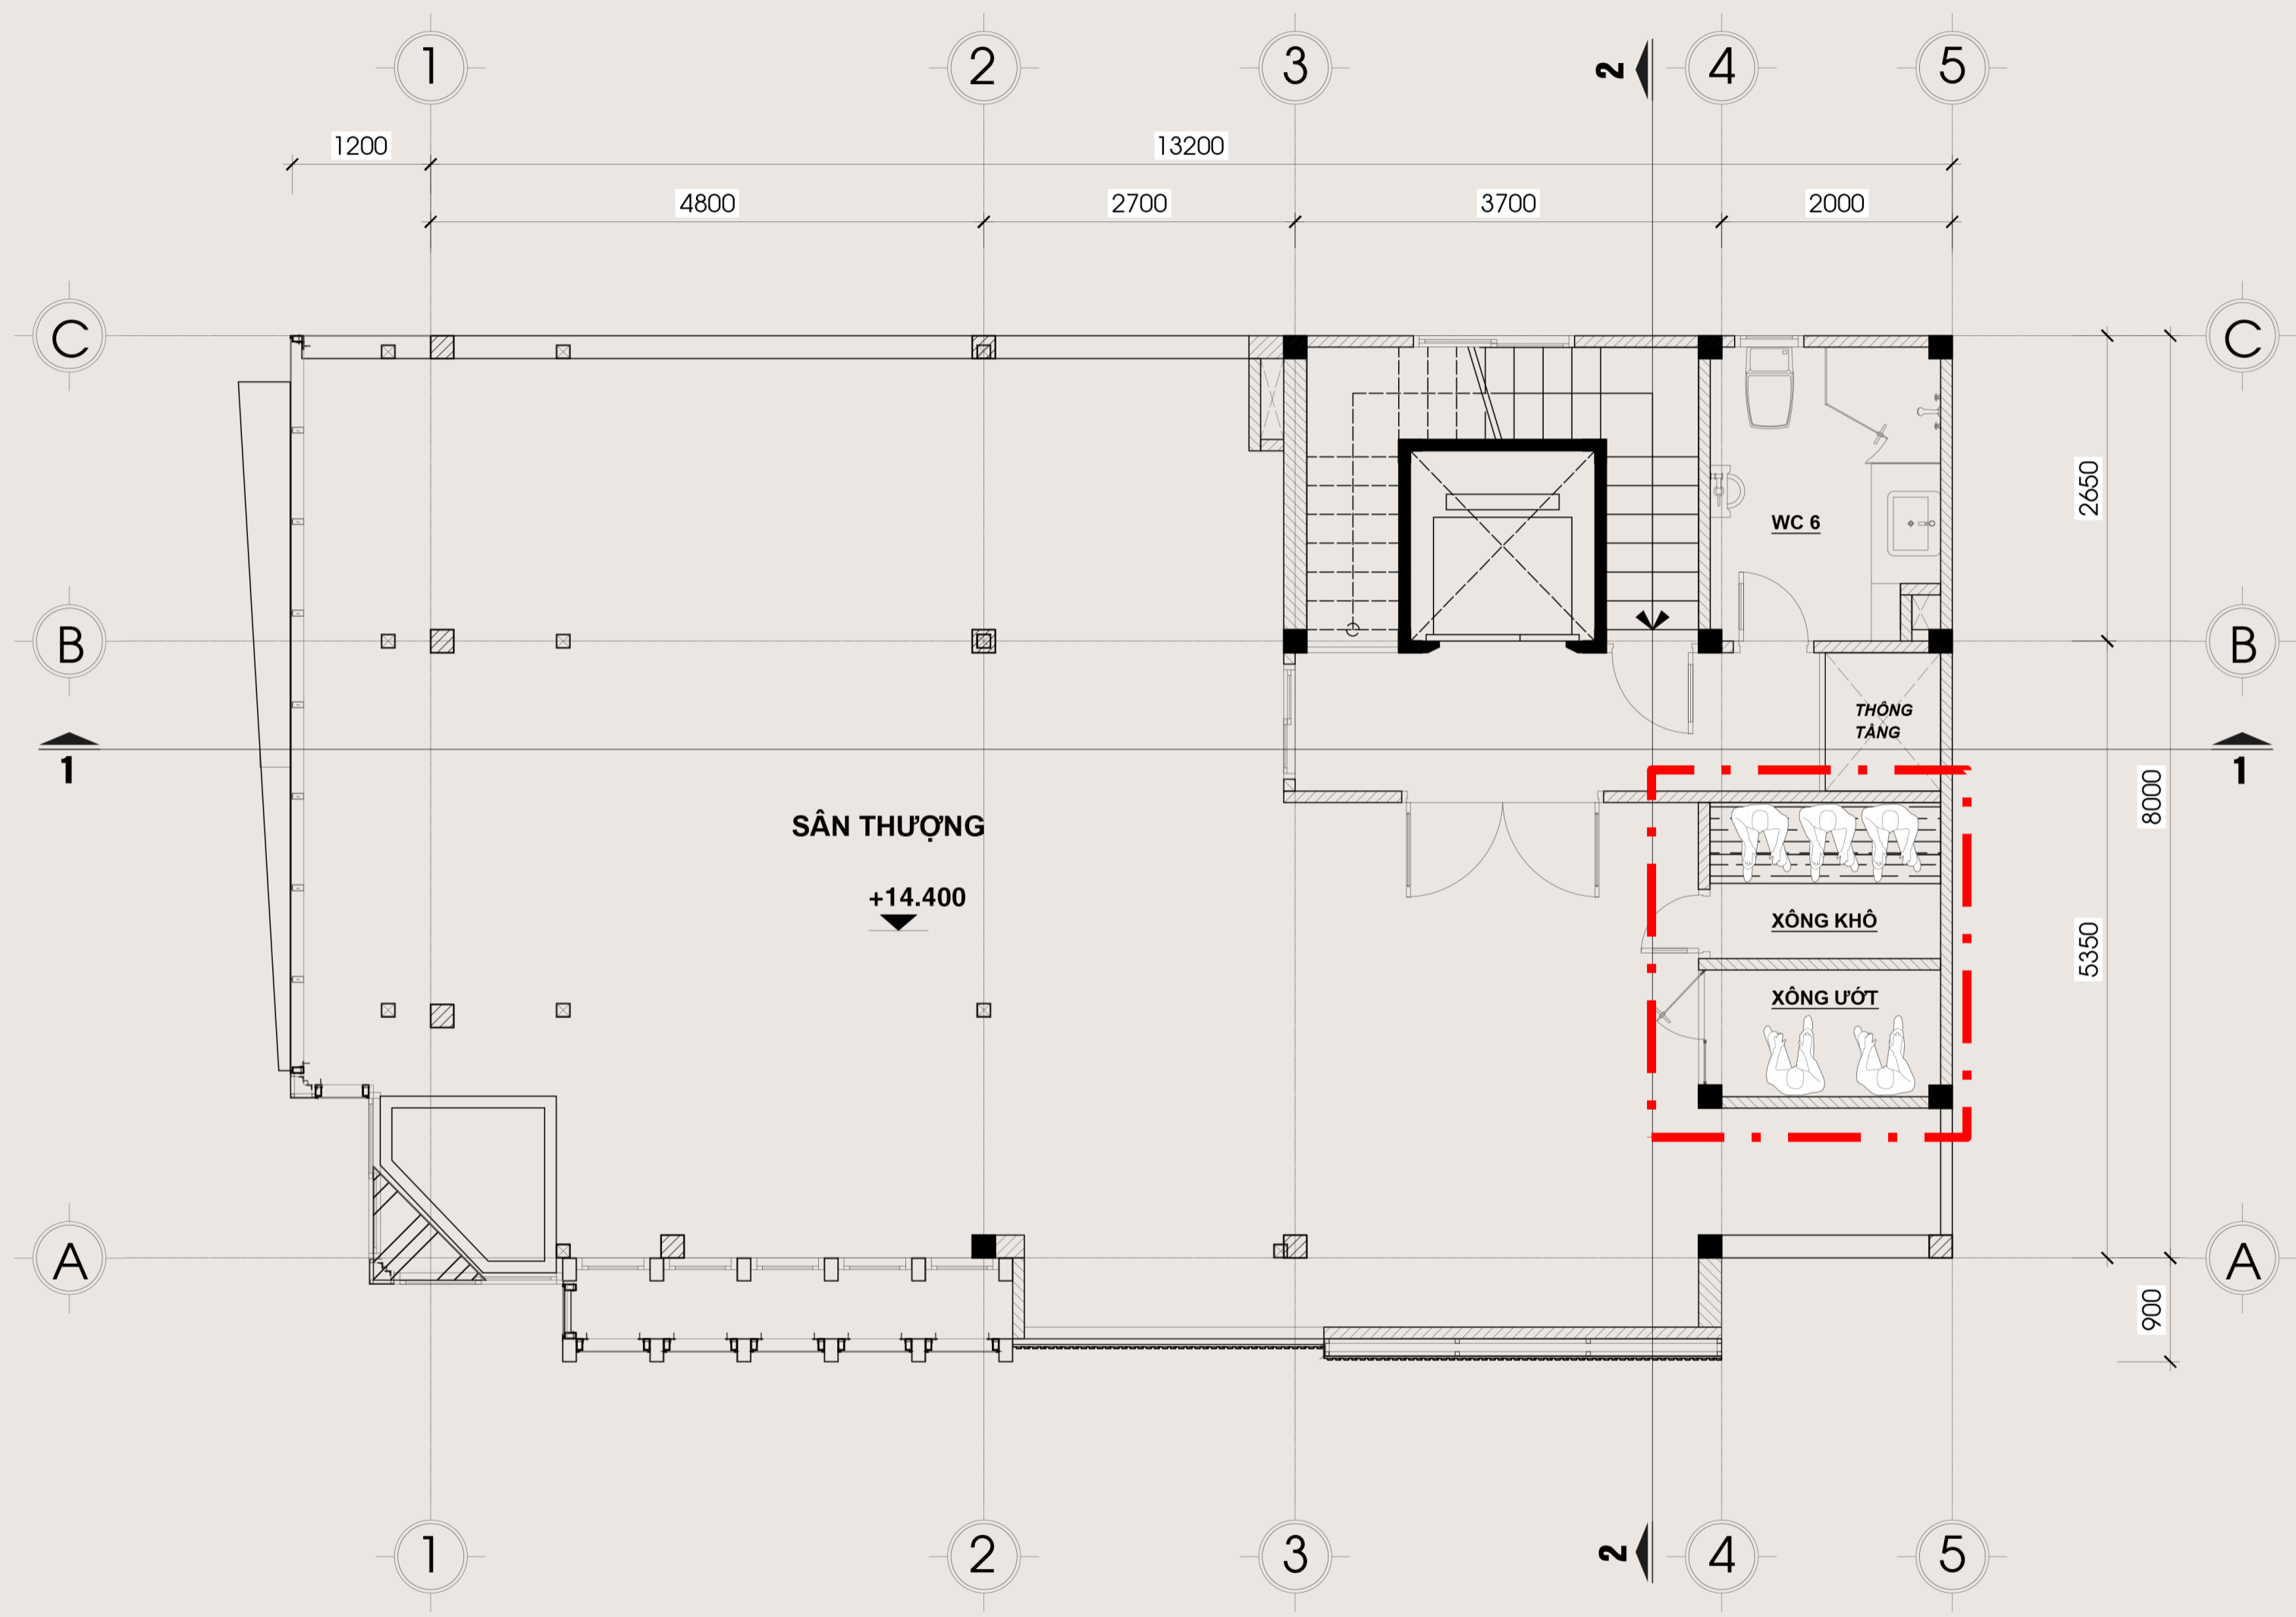 1 2 3 2 4 5
1200 13200
4800 2700 3700 2000
C C
2650
WC 6
B B
THÔNG
TẦNG
1 1
8000
SÂN THƯỢNG
+14.400
XÔNG KHÔ
5350
XÔNG ƯỚT
A A
900
1 2 3 2 4 5